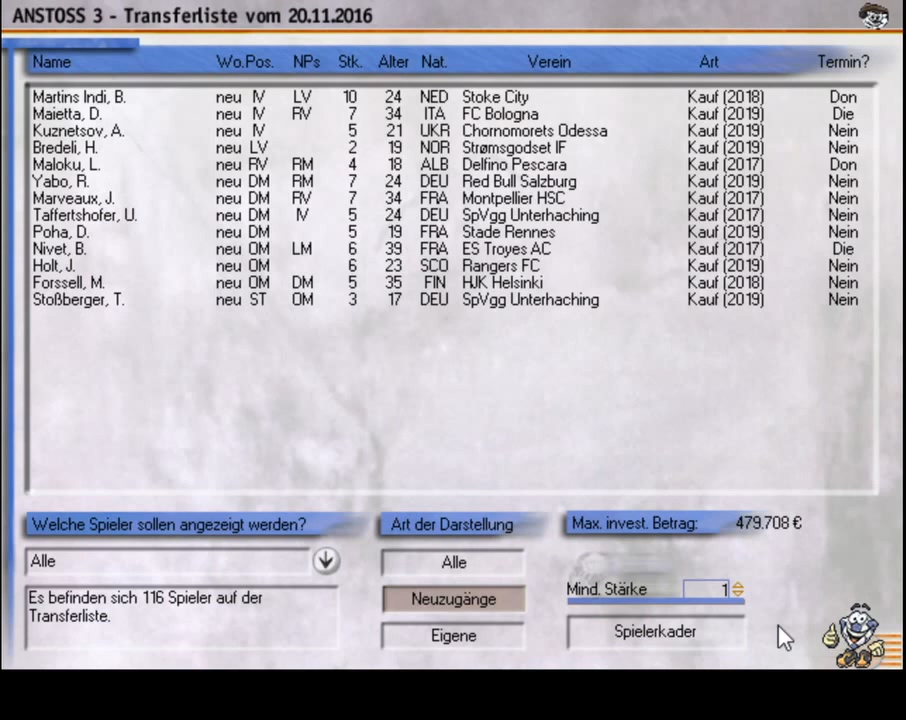 ANSTOSS 3 - Transferliste vom 20.11.2016
Name Wo. Pos. NPs Stk. Alter Nat. Verein Art Termin?
Martins Indi, B. neu IV LV 10 24 NED Stoke City Kauf (2018) Don
Maietta, D. neu IV RV 7 34 ITA FC Bologna Kauf (2019) Die
Kuznetsov, A. neu IV 5 21 UKR Chornomorets Odessa Kauf (2019) Nein
Bredeli, H. neu LV 2 19 NOR Strømsgodset IF Kauf (2019) Nein
Maloku, L. neu RV RM 4 18 ALB Delfino Pescara Kauf (2017) Don
Yabo, R. neu DM RM 7 24 DEU Red Bull Salzburg Kauf (2019) Nein
Marveaux, J. neu DM RV 7 34 FRA Montpellier HSC Kauf (2017) Nein
Taffertshofer, U. neu DM IV 5 24 DEU SpVgg Unterhaching Kauf (2017) Nein
Poha, D. neu DM 5 19 FRA Stade Rennes Kauf (2019) Nein
Nivet, B. neu OM LM 6 39 FRA ES Troyes AC Kauf (2017) Die
Holt, J. neu OM 6 23 SCO Rangers FC Kauf (2019) Nein
Forssell, M. neu OM DM 5 35 FIN HJK Helsinki Kauf (2018) Nein
Stoßberger, T. neu ST OM 3 17 DEU SpVgg Unterhaching Kauf (2019) Nein
Welche Spieler sollen angezeigt werden?
Alle
Es befinden sich 116 Spieler auf der
Transferliste.
Art der Darstellung
Alle
Neuzugänge
Eigene
Max. invest. Betrag: 479.708 €
Mind. Stärke 1
Spielerkader